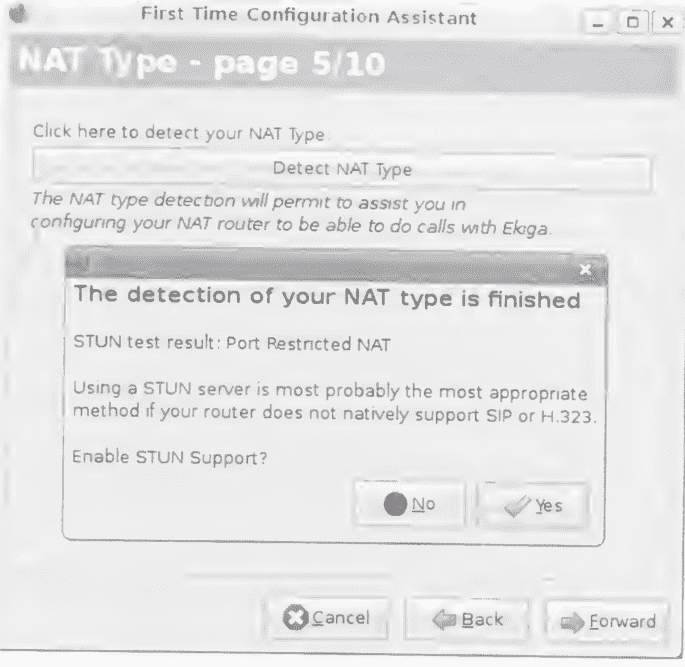 First Time Configuration Assistant
NAT Type - page 5/10
Click here to detect your NAT Type:
Detect NAT Type
The NAT type detection will permit to assist you in
configuring your NAT router to be able to do calls with Ekiga.
The detection of your NAT type is finished
STUN test result: Port Restricted NAT
Using a STUN server is most probably the most appropriate
method if your router does not natively support SIP or H.323.
Enable STUN Support?
No Yes
Cancel Back Forward